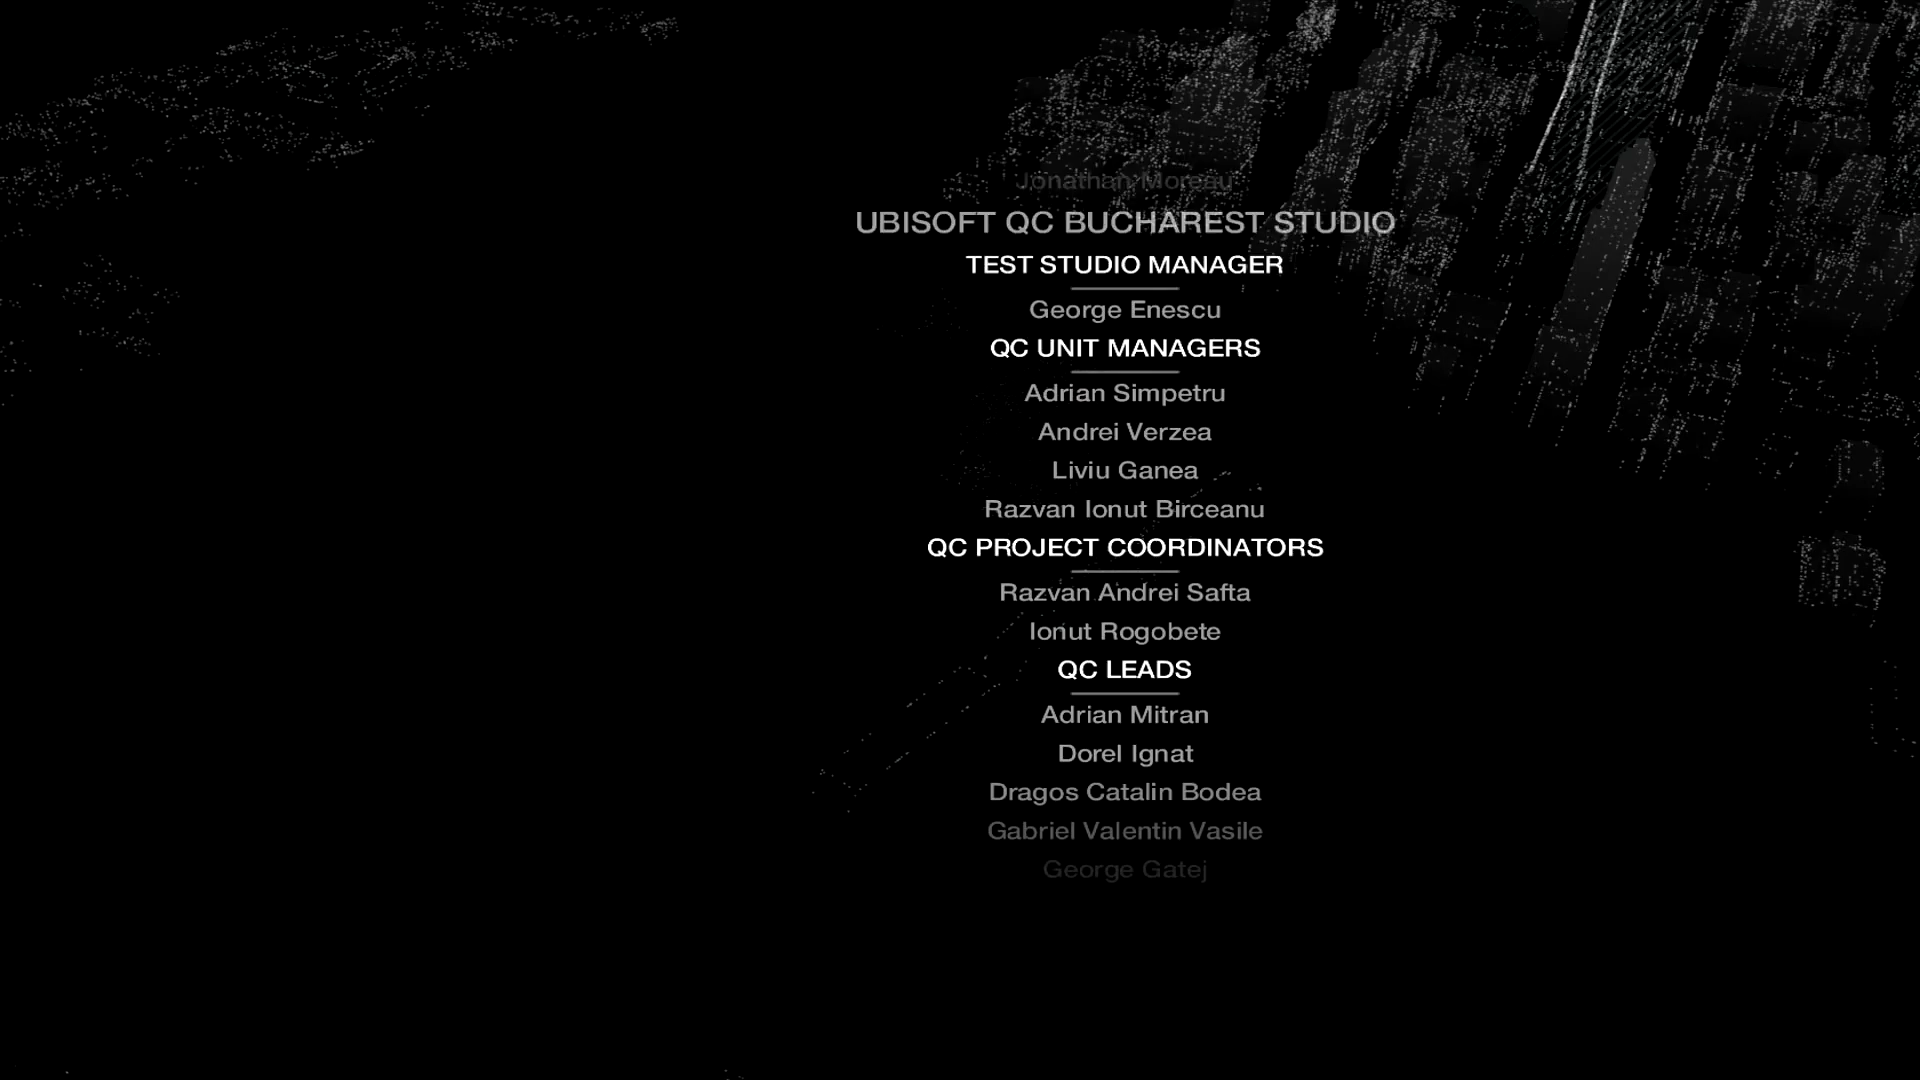 Jonathan Moreau
UBISOFT QC BUCHAREST STUDIO
TEST STUDIO MANAGER
George Enescu
QC UNIT MANAGERS
Adrian Simpetru
Andrei Verzea
Liviu Ganea
Razvan Ionut Birceanu
QC PROJECT COORDINATORS
Razvan Andrei Safta
Ionut Rogobete
QC LEADS
Adrian Mitran
Dorel Ignat
Dragos Catalin Bodea
Gabriel Valentin Vasile
George Gatej